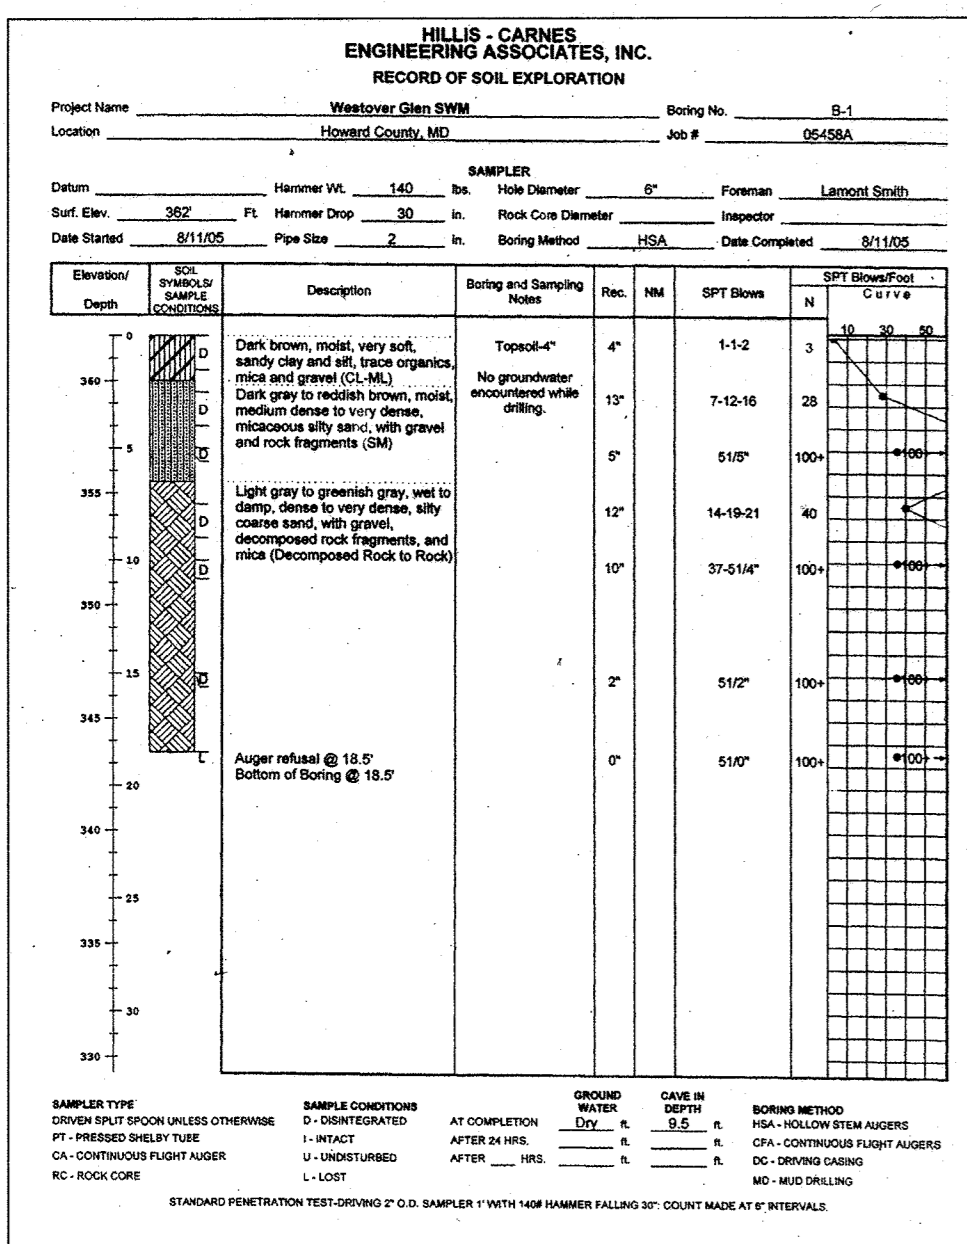 HILLIS - CARNES
ENGINEERING ASSOCIATES, INC.
RECORD OF SOIL EXPLORATION
Project Name Westover Glen SWM Boring No. B-1
Location Howard County, MD Job # 05458A
SAMPLER
Datum Hammer Wt. 140 lbs. Hole Diameter 6" Foreman Lamont Smith
Surf. Elev. 362' Ft. Hammer Drop 30 in. Rock Core Diameter Inspector
Date Started 8/11/05 Pipe Size 2 in. Boring Method HSA Date Completed 8/11/05
Elevation/ Depth
SOIL SYMBOLS/ SAMPLE CONDITIONS
Description
Boring and Sampling Notes
Rec.
NM
SPT Blows
SPT Blows/Foot
N
Curve
10 30 50
0
D
Dark brown, moist, very soft,
sandy clay and silt, trace organics,
mica and gravel (CL-ML)
Topsoil-4"
4" 1-1-2 3
360
D
Dark gray to reddish brown, moist,
medium dense to very dense,
micaceous silty sand, with gravel
and rock fragments (SM)
No groundwater
encountered while
drilling.
13" 7-12-16 28
5
D
5" 51/5" 100+ 100+
355
D
Light gray to greenish gray, wet to
damp, dense to very dense, silty
coarse sand, with gravel,
decomposed rock fragments, and
mica (Decomposed Rock to Rock)
12" 14-19-21 40
10
D
10" 37-51/4" 100+ 100+
350
15
D
2" 51/2" 100+ 100+
345
L
Auger refusal @ 18.5'
Bottom of Boring @ 18.5'
0" 51/0" 100+ 100+
20
340
25
335
30
330
SAMPLER TYPE
DRIVEN SPLIT SPOON UNLESS OTHERWISE
PT - PRESSED SHELBY TUBE
CA - CONTINUOUS FLIGHT AUGER
RC - ROCK CORE
SAMPLE CONDITIONS
D - DISINTEGRATED
I - INTACT
U - UNDISTURBED
L - LOST
GROUND WATER CAVE IN DEPTH
AT COMPLETION Dry ft. 9.5 ft.
AFTER 24 HRS. ft. ft.
AFTER HRS. ft. ft.
BORING METHOD
HSA - HOLLOW STEM AUGERS
CFA - CONTINUOUS FLIGHT AUGERS
DC - DRIVING CASING
MD - MUD DRILLING
STANDARD PENETRATION TEST-DRIVING 2" O.D. SAMPLER 1' WITH 140# HAMMER FALLING 30": COUNT MADE AT 6" INTERVALS.